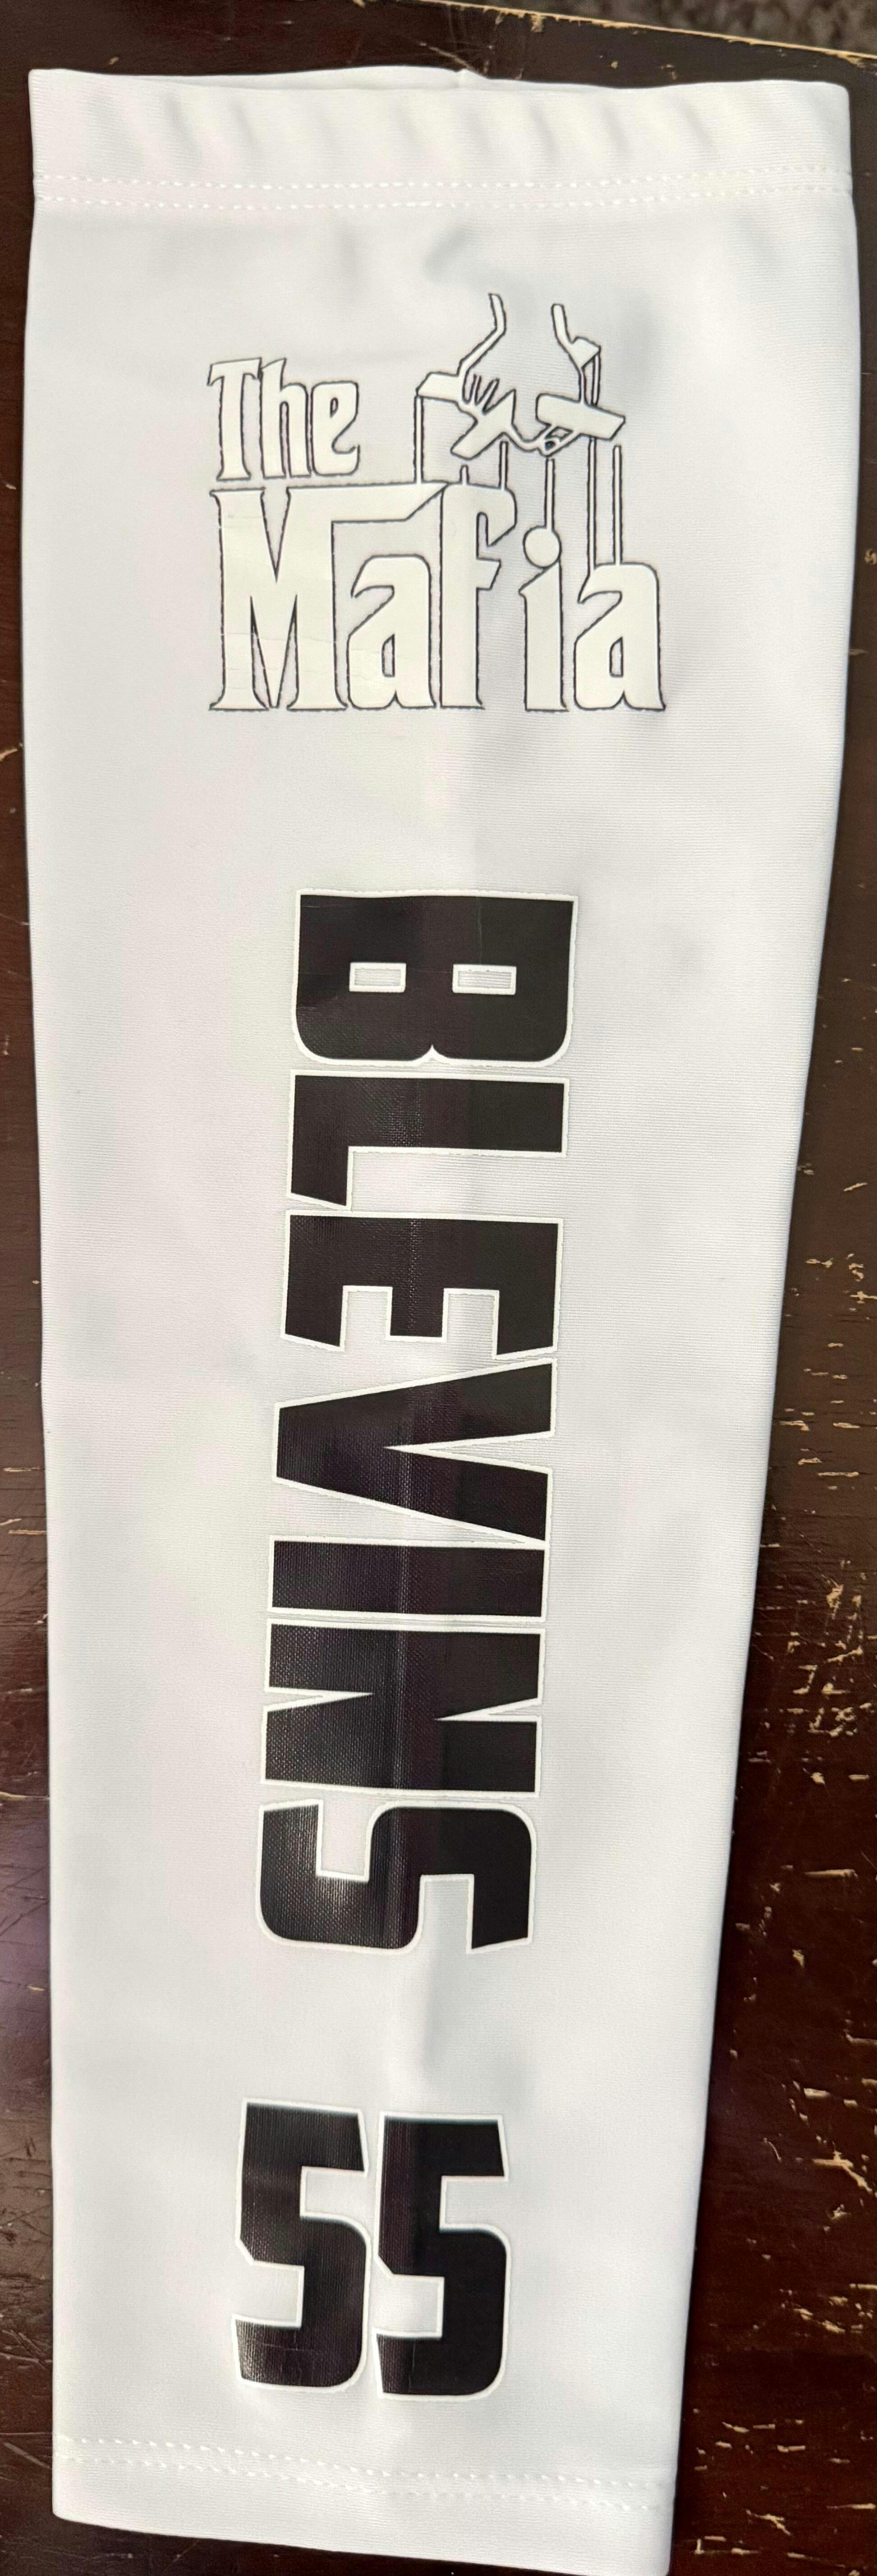 The
Mafia
BLEVINS
55